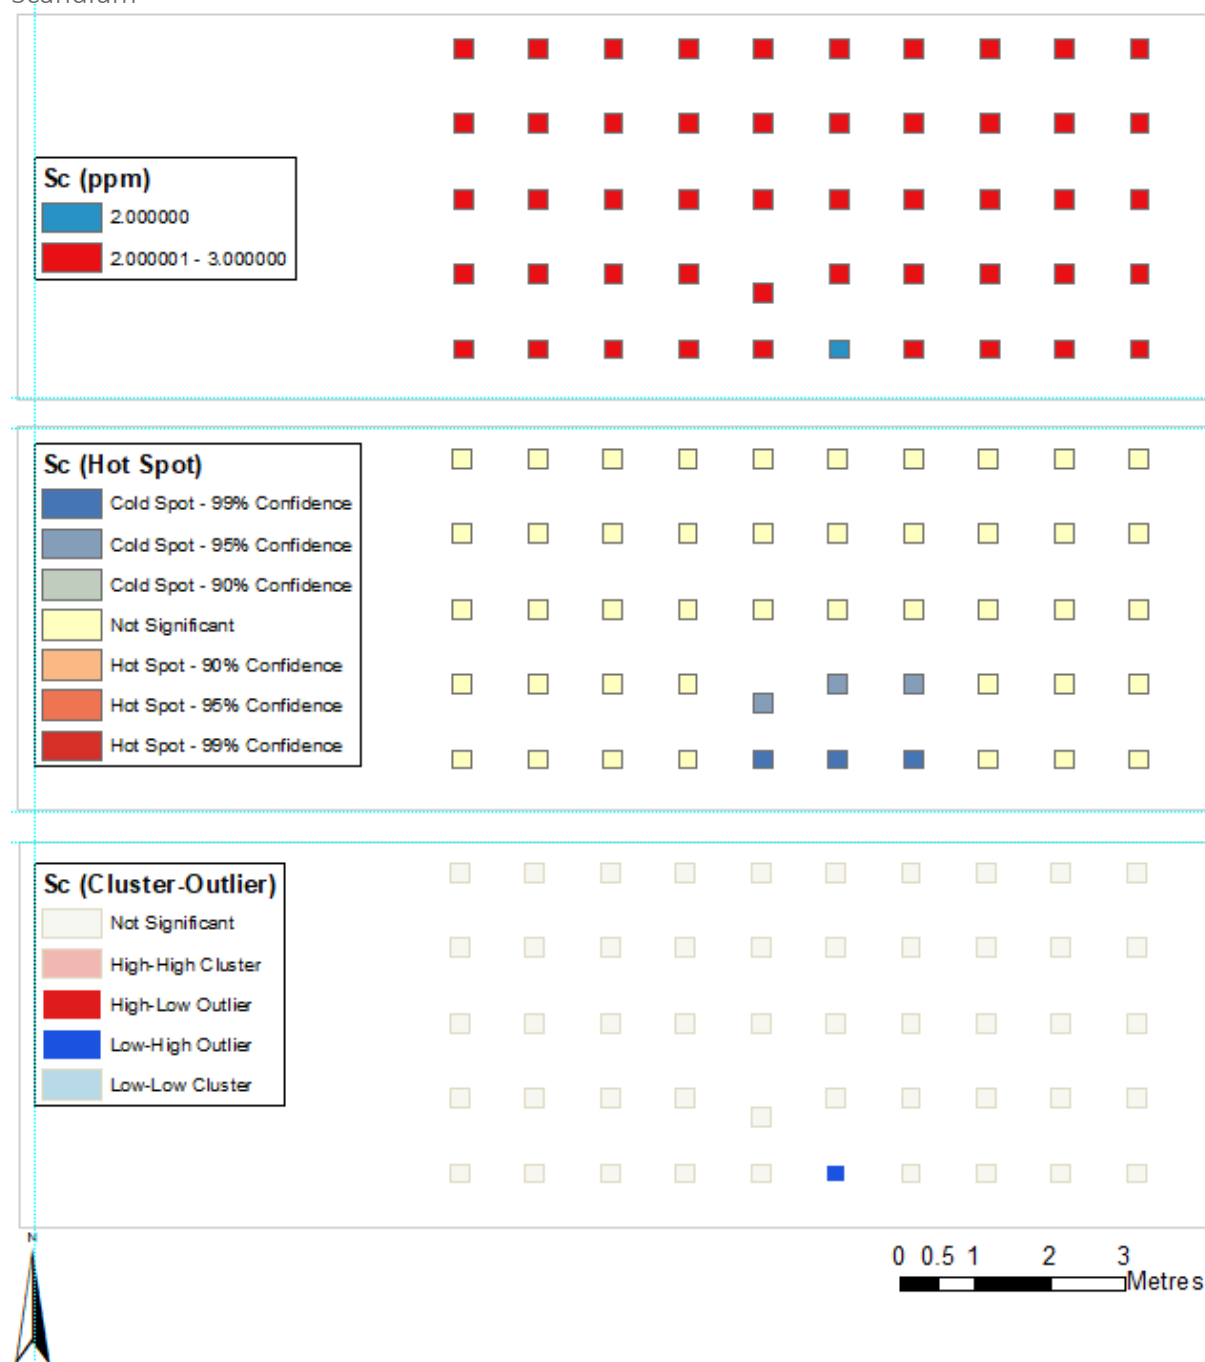 Scandium
Sc (ppm)
2.000000
2.000001 - 3.000000
Sc (Hot Spot)
Cold Spot - 99% Confidence
Cold Spot - 95% Confidence
Cold Spot - 90% Confidence
Not Significant
Hot Spot - 90% Confidence
Hot Spot - 95% Confidence
Hot Spot - 99% Confidence
Sc (Cluster-Outlier)
Not Significant
High-High Cluster
High-Low Outlier
Low-High Outlier
Low-Low Cluster
N
0 0.5 1 2 3
Metres